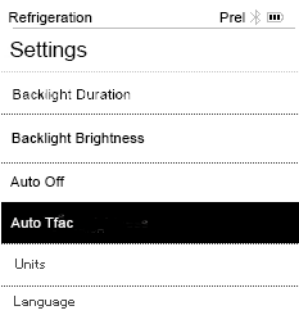 Refrigeration Prel
Settings
Backlight Duration
Backlight Brightness
Auto Off
Auto Tfac
Units
Language